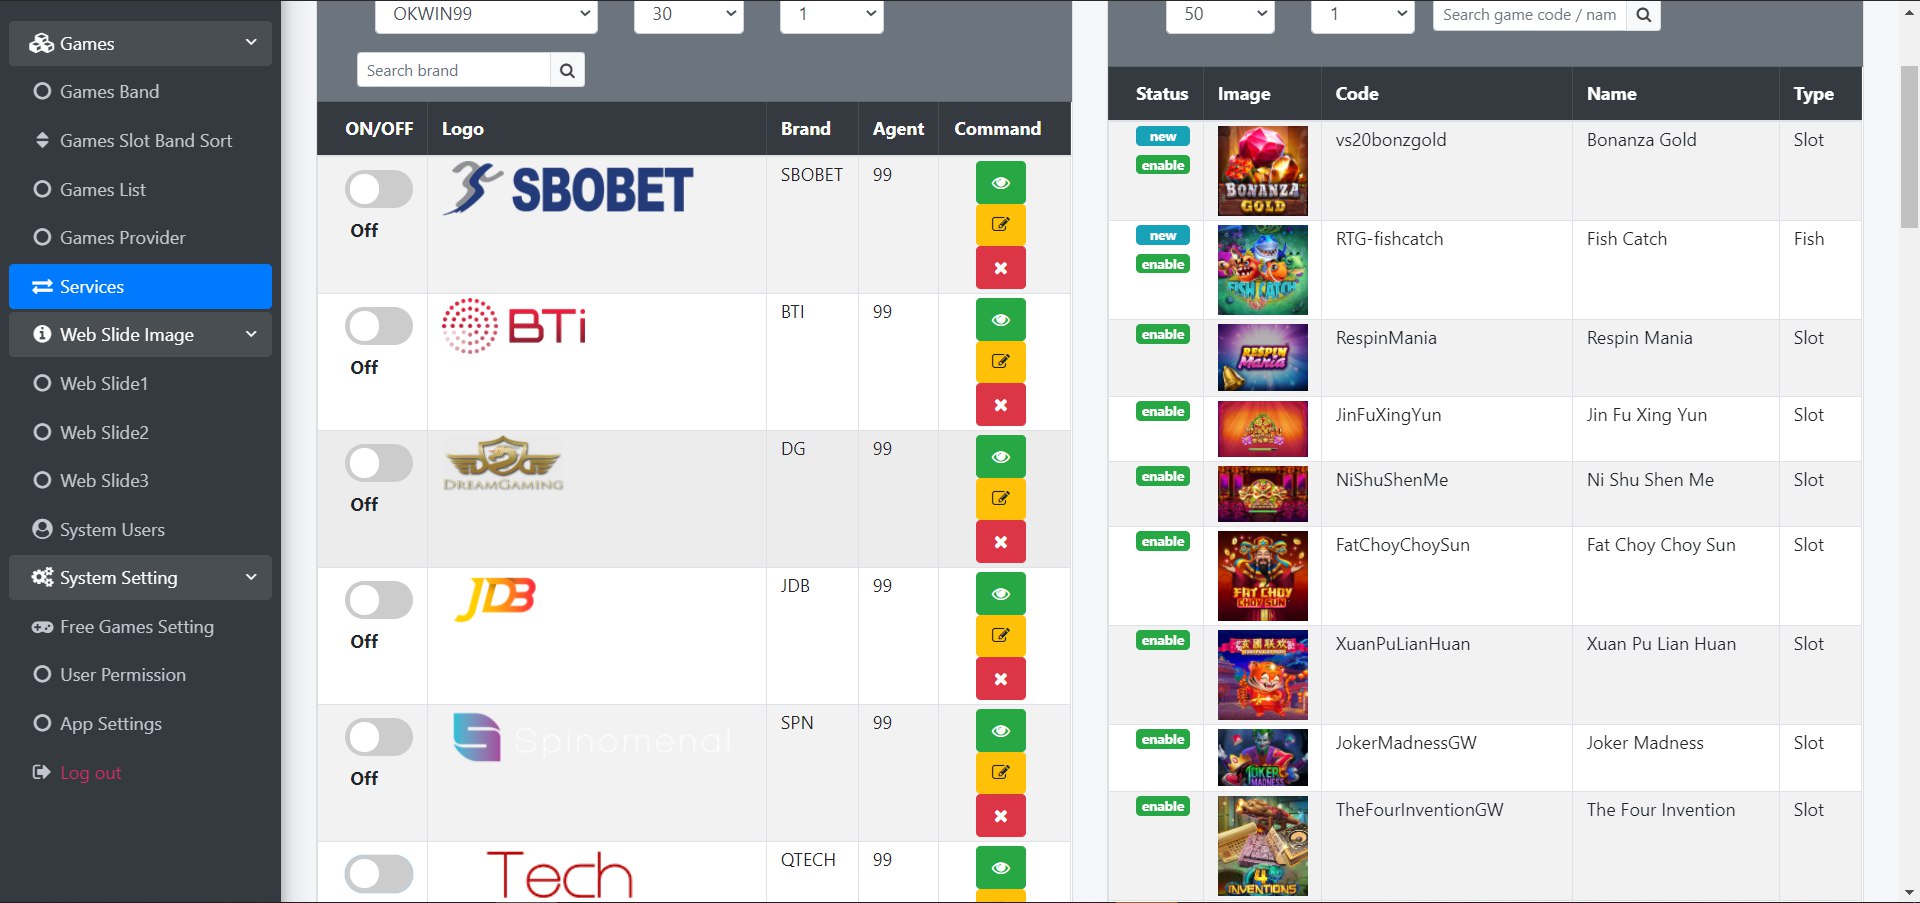 Games
Games Band
Games Slot Band Sort
Games List
Games Provider
Services
Web Slide Image
Web Slide1
Web Slide2
Web Slide3
System Users
System Setting
Free Games Setting
User Permission
App Settings
Log out
OKWIN99 30 1
Search brand
ON/OFF Logo Brand Agent Command
SBOBET SBOBET 99
Off
BTi BTI 99
Off
DREAMGAMING DG 99
Off
JDB JDB 99
Off
Spinomenal SPN 99
Off
Tech QTECH 99
50 1 Search game code / nam
Status Image Code Name Type
new vs20bonzgold Bonanza Gold Slot
enable
BONANZA
GOLD
new RTG-fishcatch Fish Catch Fish
enable
FISH CATCH
enable RespinMania Respin Mania Slot
RESPIN
Mania
enable JinFuXingYun Jin Fu Xing Yun Slot
enable NiShuShenMe Ni Shu Shen Me Slot
enable FatChoyChoySun Fat Choy Choy Sun Slot
FAT CHOY
CHOY SUN
enable XuanPuLianHuan Xuan Pu Lian Huan Slot
enable JokerMadnessGW Joker Madness Slot
JOKER
MADNESS
enable TheFourInventionGW The Four Invention Slot
4
INVENTIONS